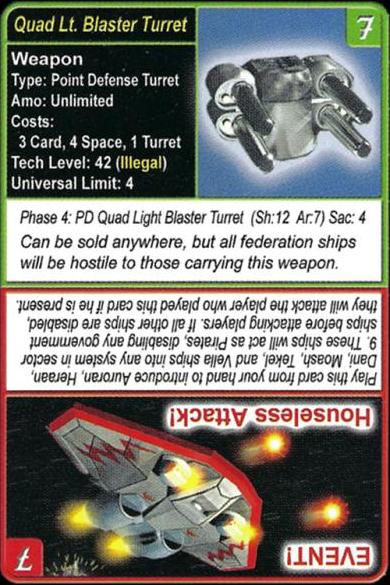 Quad Lt. Blaster Turret
7
Weapon
Type: Point Defense Turret
Amo: Unlimited
Costs:
3 Card, 4 Space, 1 Turret
Tech Level: 42 (Illegal)
Universal Limit: 4
Phase 4: PD Quad Light Blaster Turret (Sh:12 Ar:7) Sac: 4
Can be sold anywhere, but all federation ships
will be hostile to those carrying this weapon.
EVENT!
7
Houseless Attack!
Play this card from your hand to introduce Auroran, Heraan,
Dani, Moash, Tekel, and Vella ships into any system in sector
9. These ships will act as Pirates, disabling any government
ships before attacking players. If all other ships are disabled,
they will attack the player who played this card if he is present.